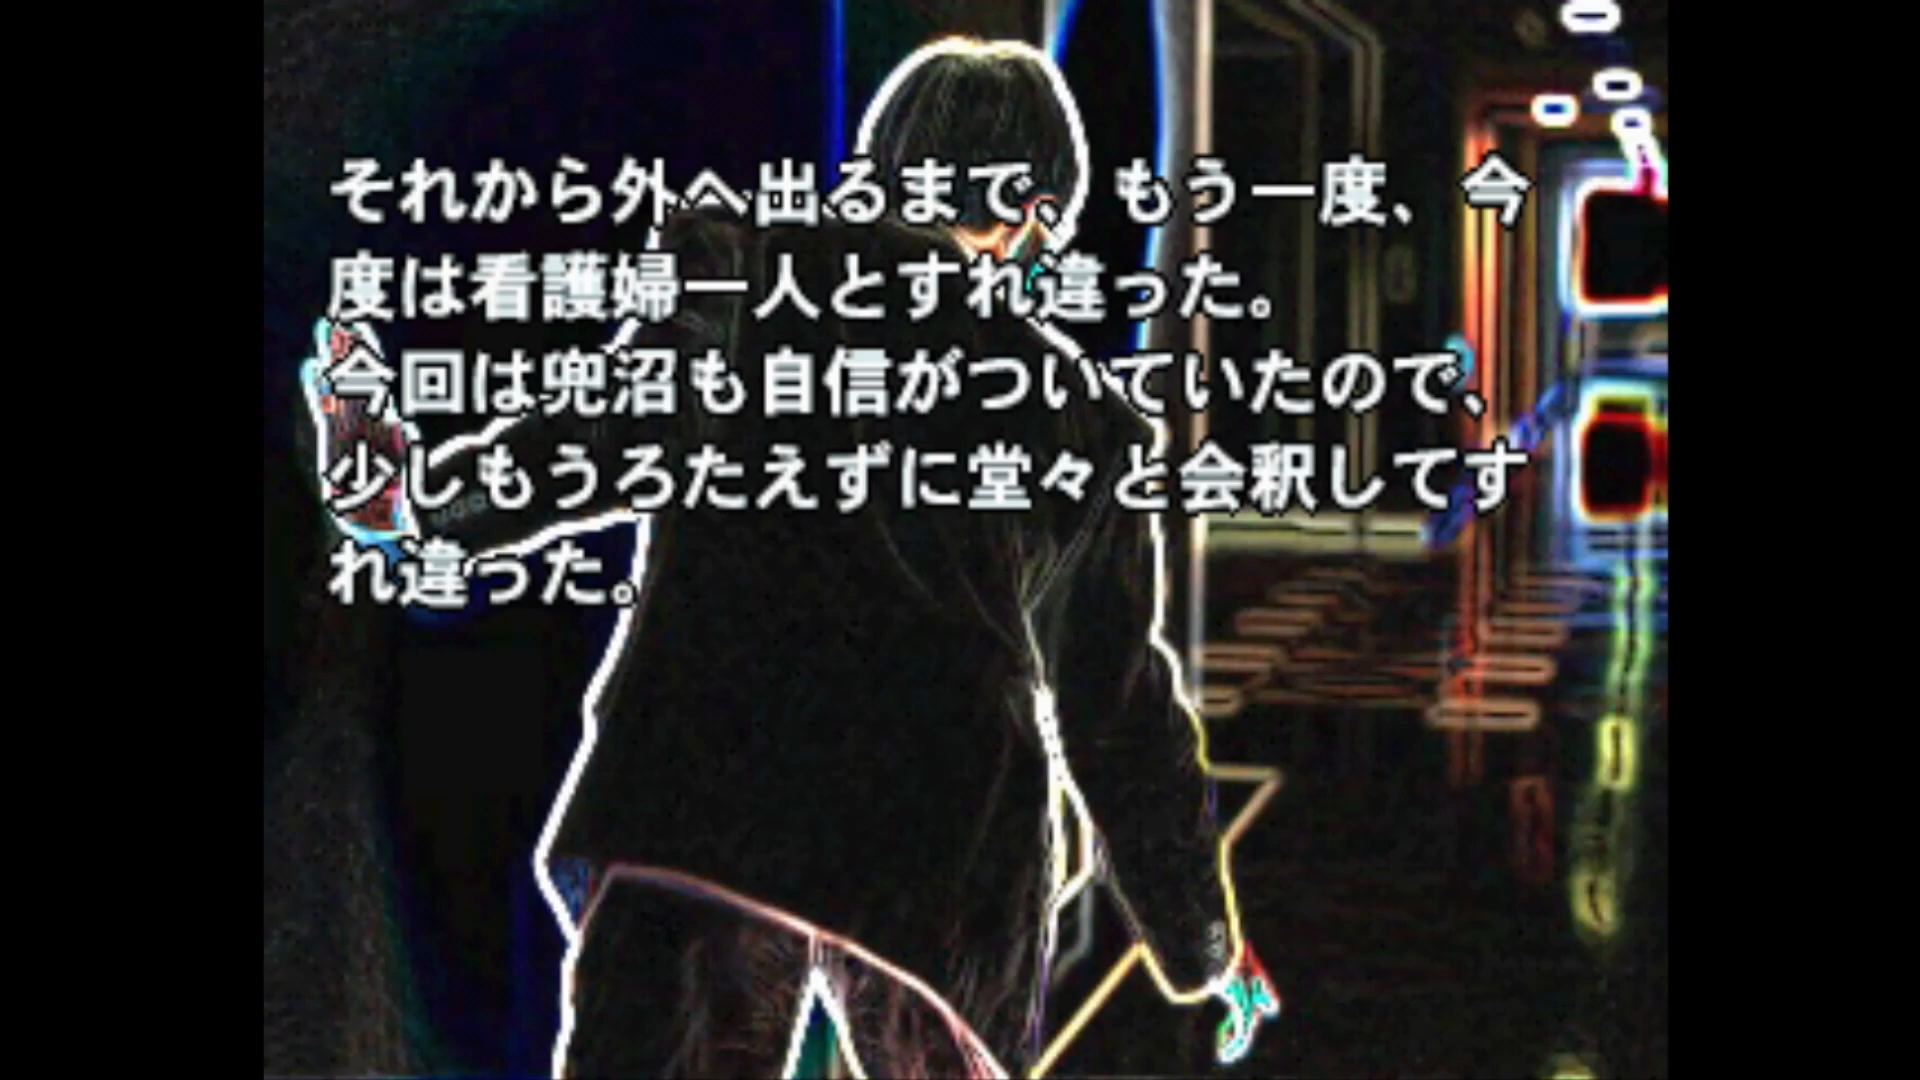 それから外へ出るまで、もう一度、今
度は看護婦一人とすれ違った。
今回は兜沼も自信がついていたので、
少しもうろたえずに堂々と会釈してす
れ違った。